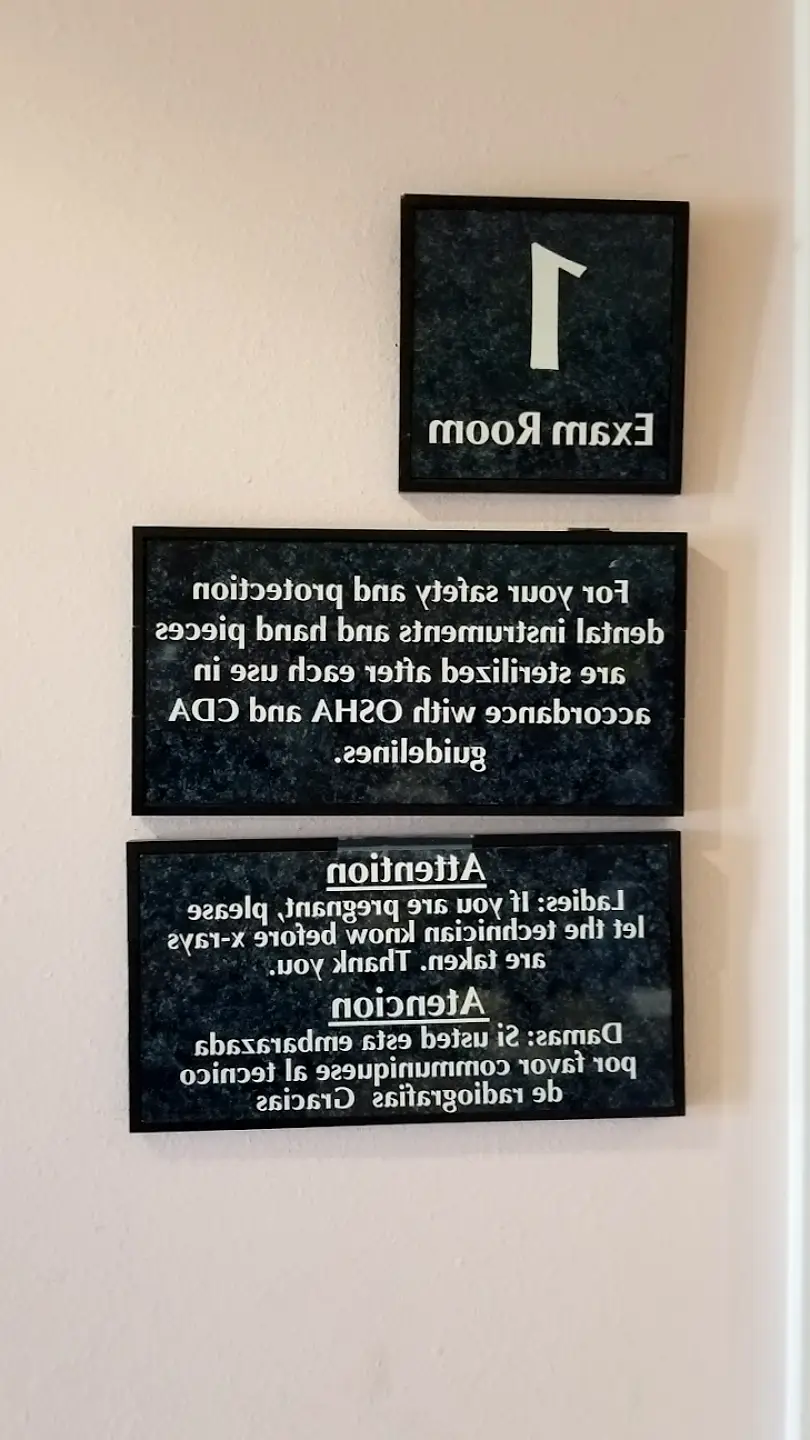 1
Exam Room
For your safety and protection
dental instruments and hand pieces
are sterilized after each use in
accordance with OSHA and CDA
guidelines.
Attention
Ladies: If you are pregnant, please
let the technician know before x-rays
are taken. Thank you.
Atencion
Damas: Si usted esta embarazada
por favor communiquese al tecnico
de radiografias Gracias